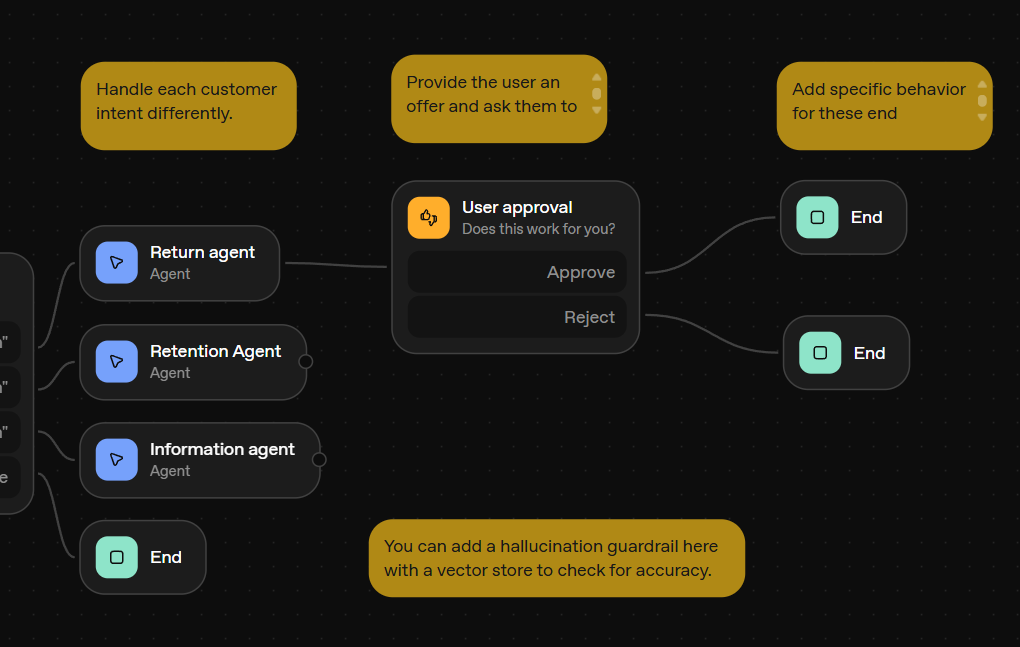 Handle each customer
intent differently.
Provide the user an
offer and ask them to
Add specific behavior
for these end
User approval
Does this work for you?
Approve
Reject
End
End
Return agent
Agent
Retention Agent
Agent
Information agent
Agent
End
n"
n"
n"
e
You can add a hallucination guardrail here
with a vector store to check for accuracy.